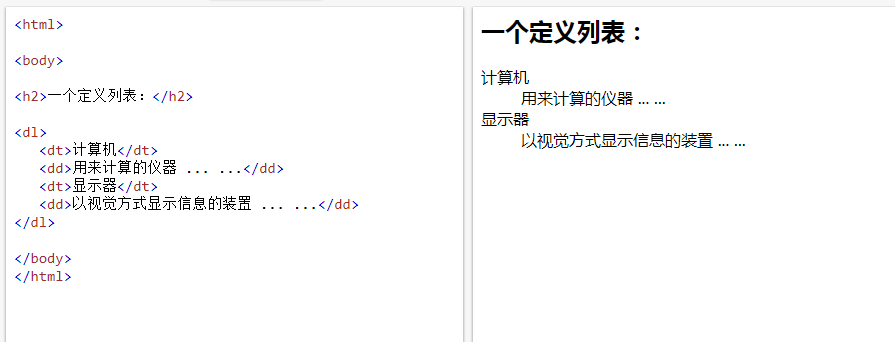 <html>
<body>
<h2>一个定义列表：</h2>
<dl>
<dt>计算机</dt>
<dd>用来计算的仪器 ... ...</dd>
<dt>显示器</dt>
<dd>以视觉方式显示信息的装置 ... ...</dd>
</dl>
</body>
</html>
一个定义列表：
计算机
用来计算的仪器 ... ...
显示器
以视觉方式显示信息的装置 ... ...